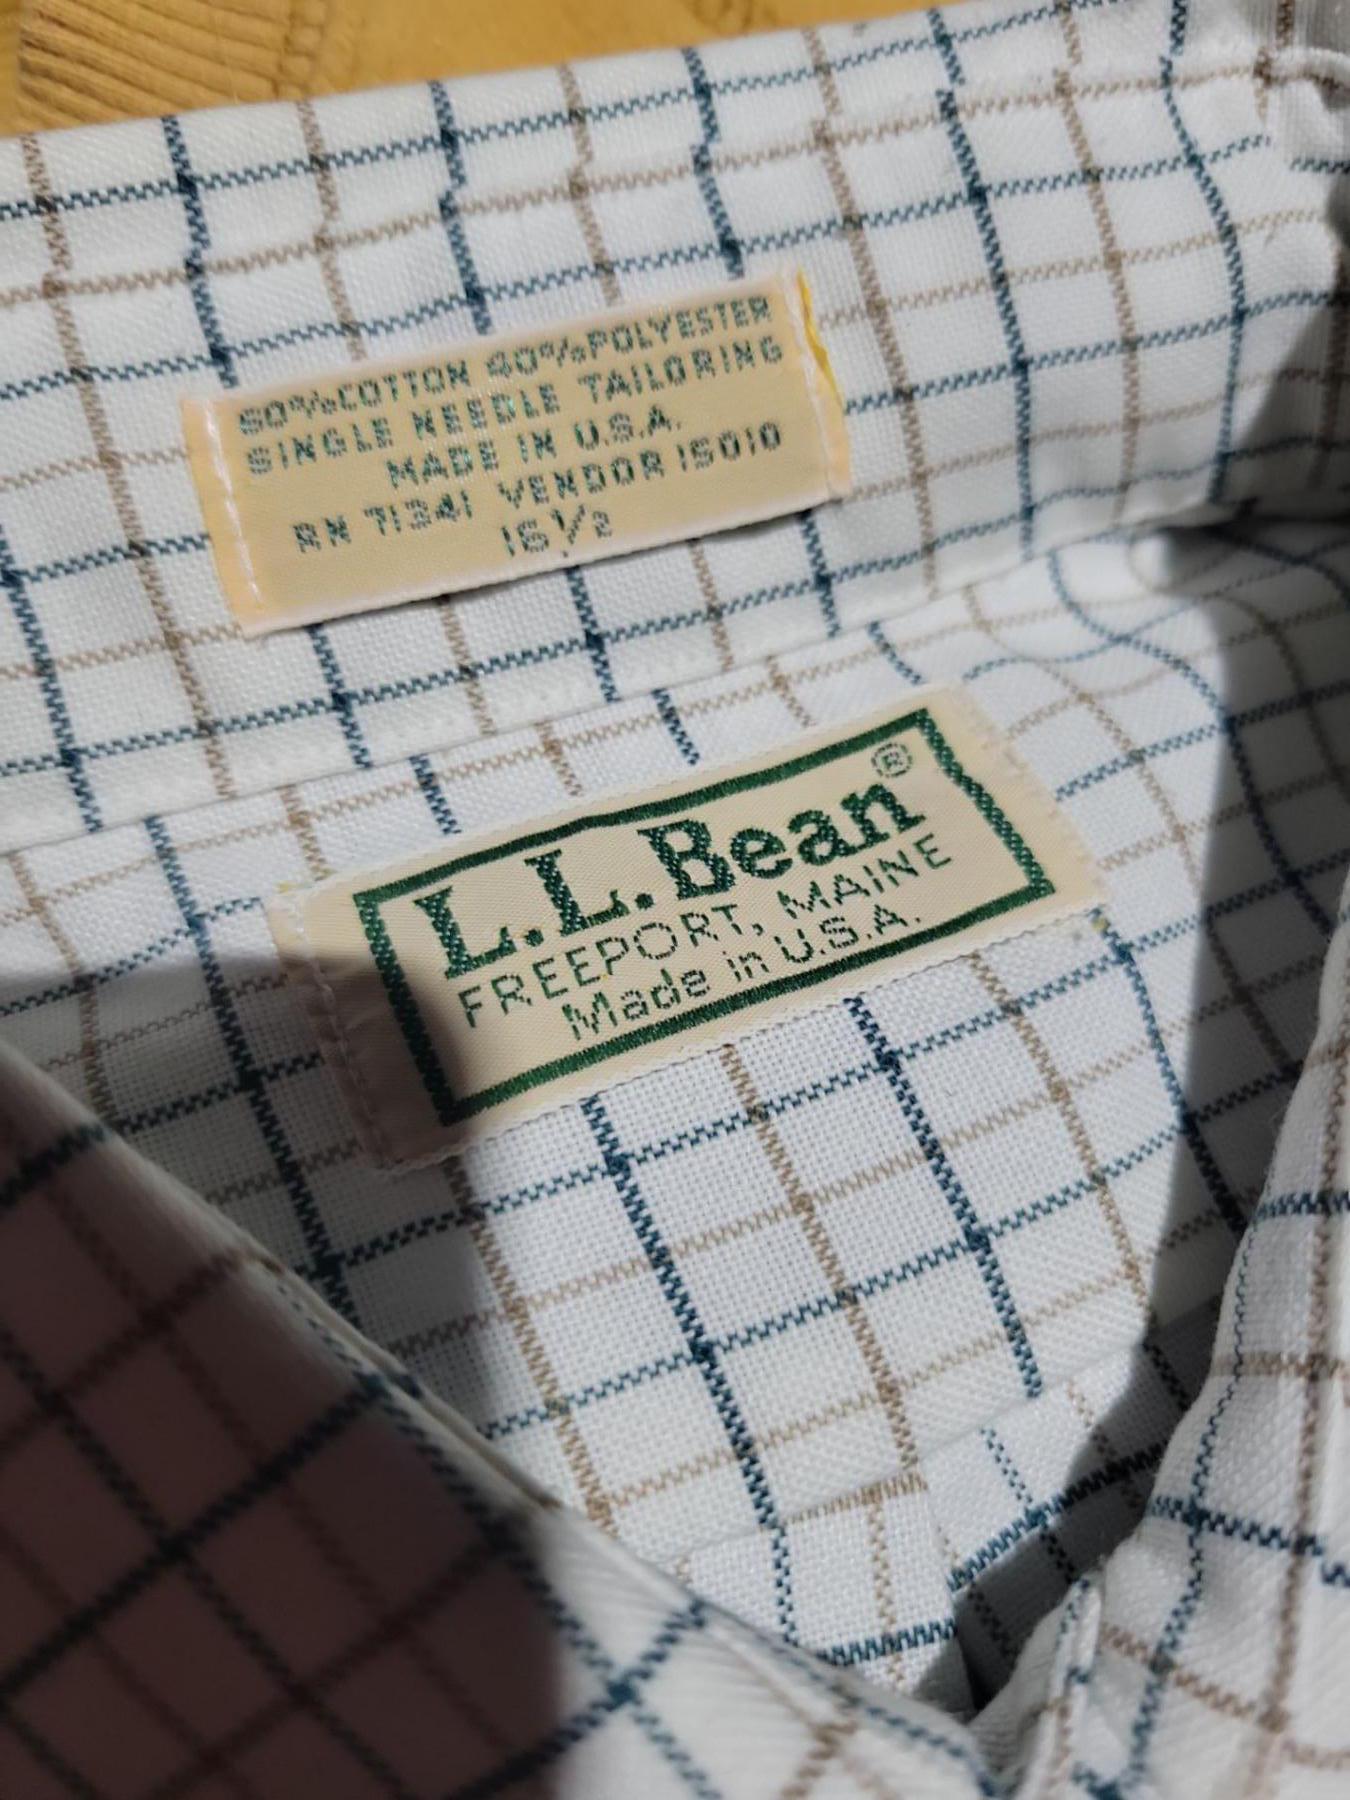 60%COTTON 40%POLYESTER
SINGLE NEEDLE TAILORING
MADE IN U.S.A.
RN 71341 VENDOR 15010
16 1/2
L.L.Bean®
FREEPORT, MAINE
Made in U.S.A.